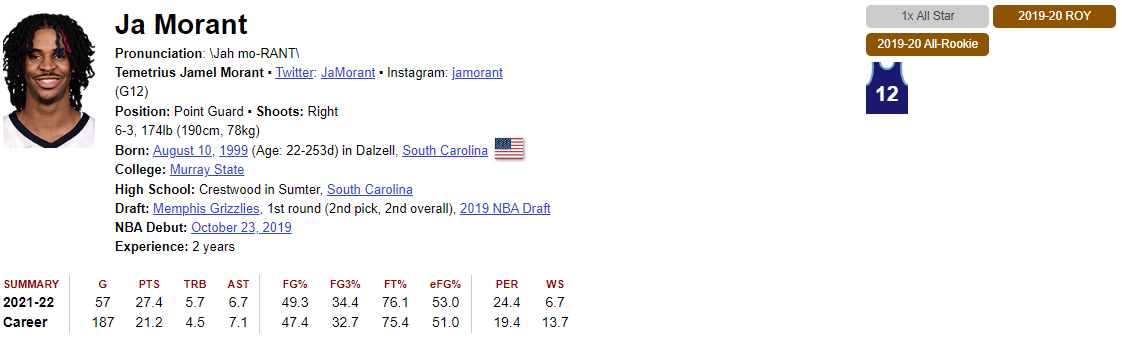 Ja Morant
Pronunciation: \Jah mo-RANT\
Temetrius Jamel Morant ▪ Twitter: JaMorant ▪ Instagram: jamorant
(G12)
Position: Point Guard ▪ Shoots: Right
6-3, 174lb (190cm, 78kg)
Born: August 10, 1999 (Age: 22-253d) in Dalzell, South Carolina
College: Murray State
High School: Crestwood in Sumter, South Carolina
Draft: Memphis Grizzlies, 1st round (2nd pick, 2nd overall), 2019 NBA Draft
NBA Debut: October 23, 2019
Experience: 2 years
1x All Star 2019-20 ROY
2019-20 All-Rookie
12
SUMMARY G PTS TRB AST FG% FG3% FT% eFG% PER WS
2021-22 57 27.4 5.7 6.7 49.3 34.4 76.1 53.0 24.4 6.7
Career 187 21.2 4.5 7.1 47.4 32.7 75.4 51.0 19.4 13.7